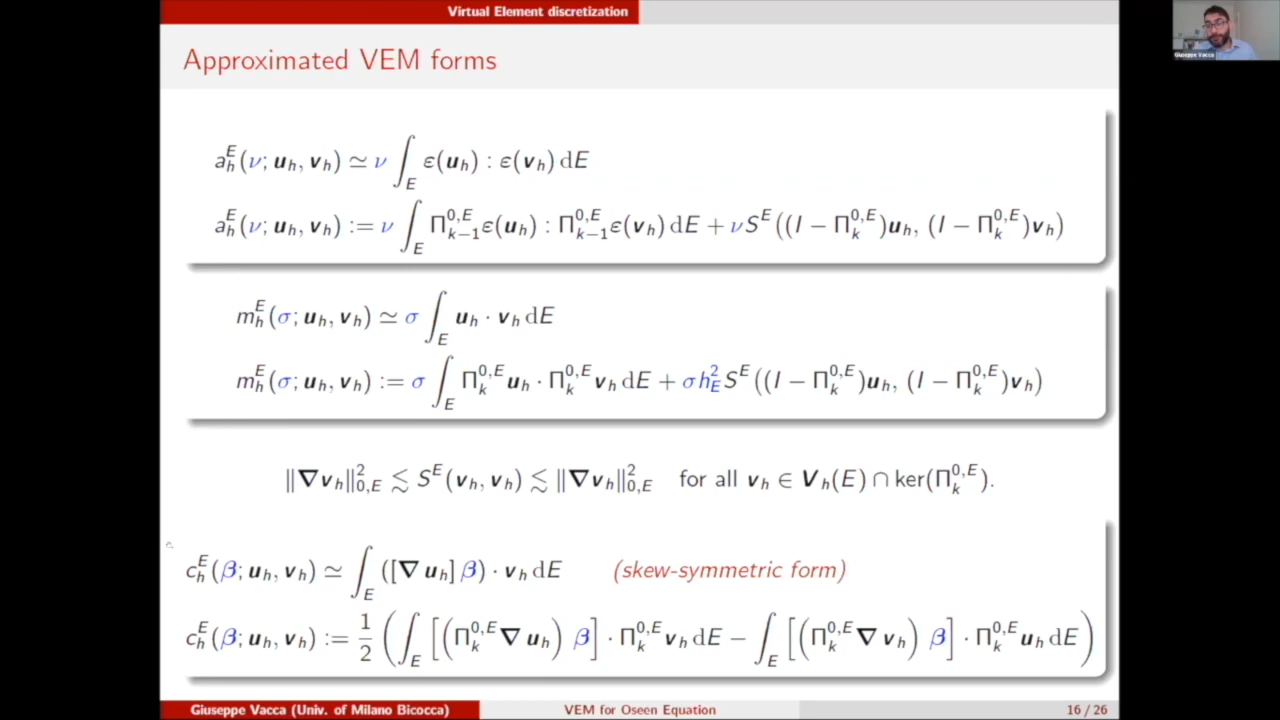 Virtual Element discretization
Giuseppe Vacca
Approximated VEM forms
a_h^E(ν; u_h, v_h) ≃ ν ∫_E ε(u_h) : ε(v_h) dE
a_h^E(ν; u_h, v_h) := ν ∫_E Π_{k−1}^{0,E} ε(u_h) : Π_{k−1}^{0,E} ε(v_h) dE + ν S^E((I − Π_k^{0,E})u_h, (I − Π_k^{0,E})v_h)
m_h^E(σ; u_h, v_h) ≃ σ ∫_E u_h · v_h dE
m_h^E(σ; u_h, v_h) := σ ∫_E Π_k^{0,E} u_h · Π_k^{0,E} v_h dE + σ h_E^2 S^E((I − Π_k^{0,E})u_h, (I − Π_k^{0,E})v_h)
‖∇v_h‖_{0,E}^2 ≲ S^E(v_h, v_h) ≲ ‖∇v_h‖_{0,E}^2 for all v_h ∈ V_h(E) ∩ ker(Π_k^{0,E}).
c_h^E(β; u_h, v_h) ≃ ∫_E ([∇u_h] β) · v_h dE (skew-symmetric form)
c_h^E(β; u_h, v_h) := 1/2 (∫_E [(Π_k^{0,E} ∇u_h) β] · Π_k^{0,E} v_h dE − ∫_E [(Π_k^{0,E} ∇v_h) β] · Π_k^{0,E} u_h dE)
Giuseppe Vacca (Univ. of Milano Bicocca) VEM for Oseen Equation 16 / 26